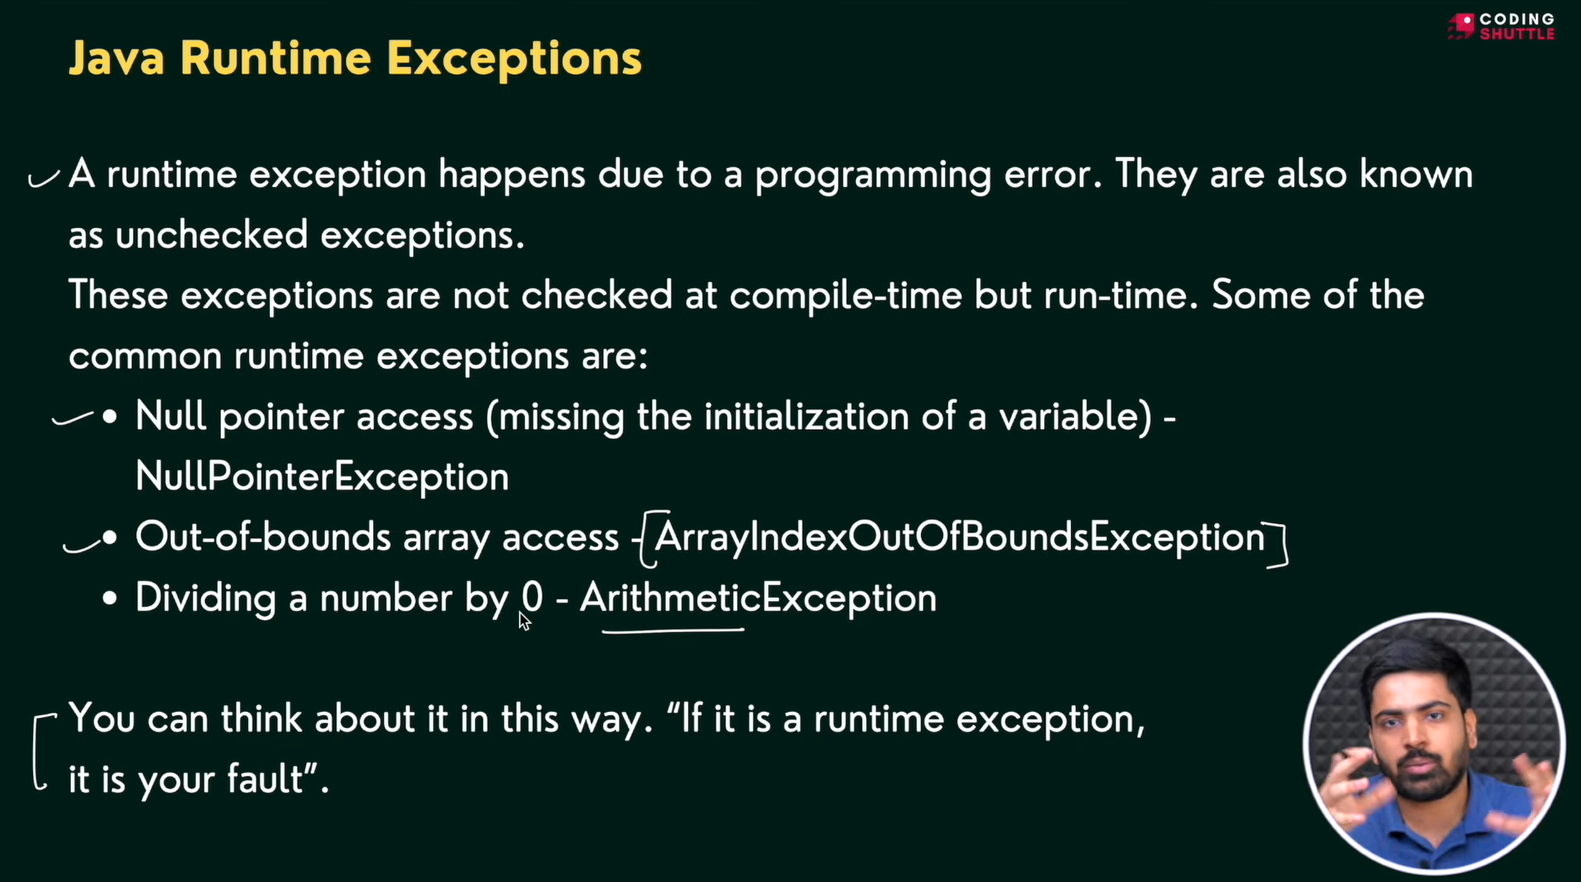 CODING
SHUTTLE
Java Runtime Exceptions
A runtime exception happens due to a programming error. They are also known
as unchecked exceptions.
These exceptions are not checked at compile-time but run-time. Some of the
common runtime exceptions are:
• Null pointer access (missing the initialization of a variable) -
NullPointerException
• Out-of-bounds array access - ArrayIndexOutOfBoundsException
• Dividing a number by 0 - ArithmeticException
You can think about it in this way. “If it is a runtime exception,
it is your fault”.